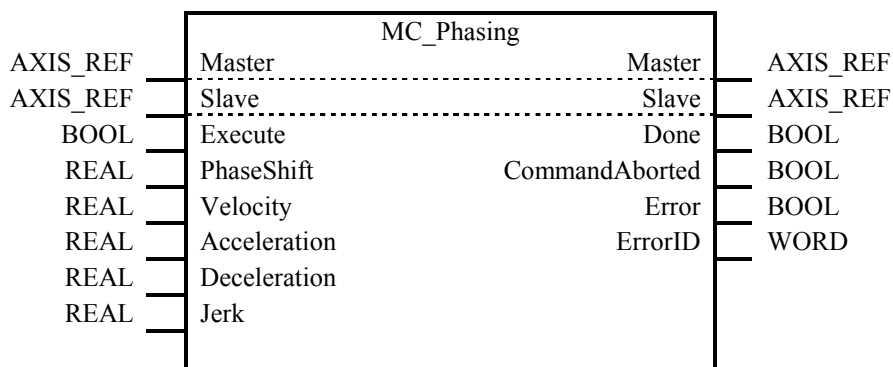 MC_Phasing
AXIS_REF Master Master AXIS_REF
AXIS_REF Slave Slave AXIS_REF
BOOL Execute Done BOOL
REAL PhaseShift CommandAborted BOOL
REAL Velocity Error BOOL
REAL Acceleration ErrorID WORD
REAL Deceleration
REAL Jerk